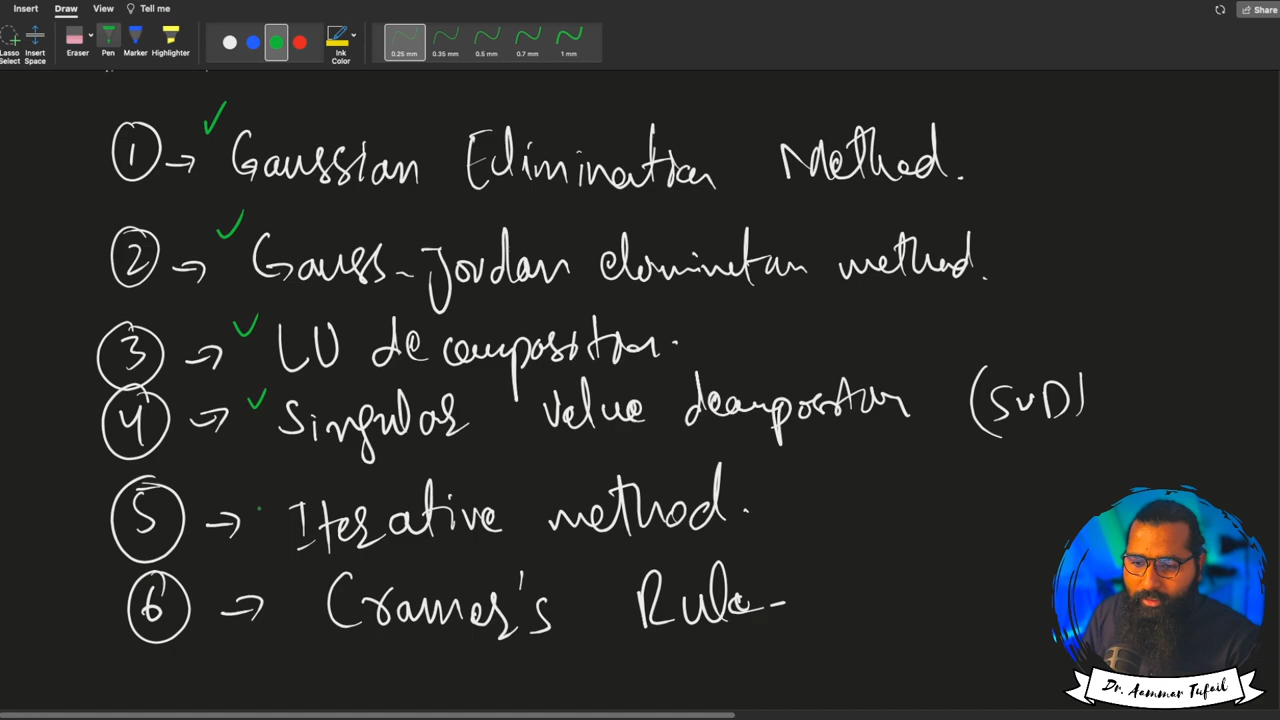 Insert Draw View Tell me
Share
Lasso Select
Insert Space
Eraser
Pen
Marker
Highlighter
Ink Color
0.25 mm
0.35 mm
0.5 mm
0.7 mm
1 mm
1 → ✓ Gaussian Elimination Method.
2 → ✓ Gauss-Jordan elimination method.
3 → ✓ LU decomposition.
4 → ✓ Singular value decomposition (SVD)
5 → Iterative method.
6 → Cramer's Rule-
Dr. Aammar Tufail